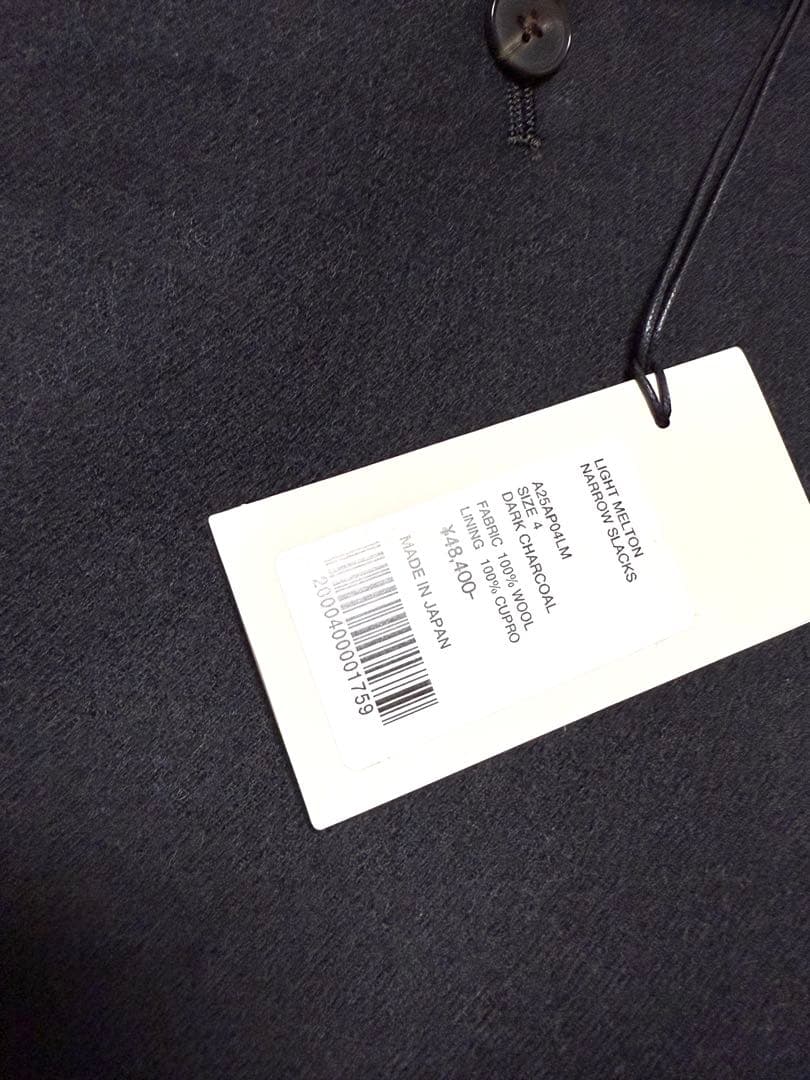 LIGHT MELTON
NARROW SLACKS
A25AP04LM
SIZE 4
DARK CHARCOAL
FABRIC 100% WOOL
LINING 100% CUPRO
¥48,400-
MADE IN JAPAN
2000400001759